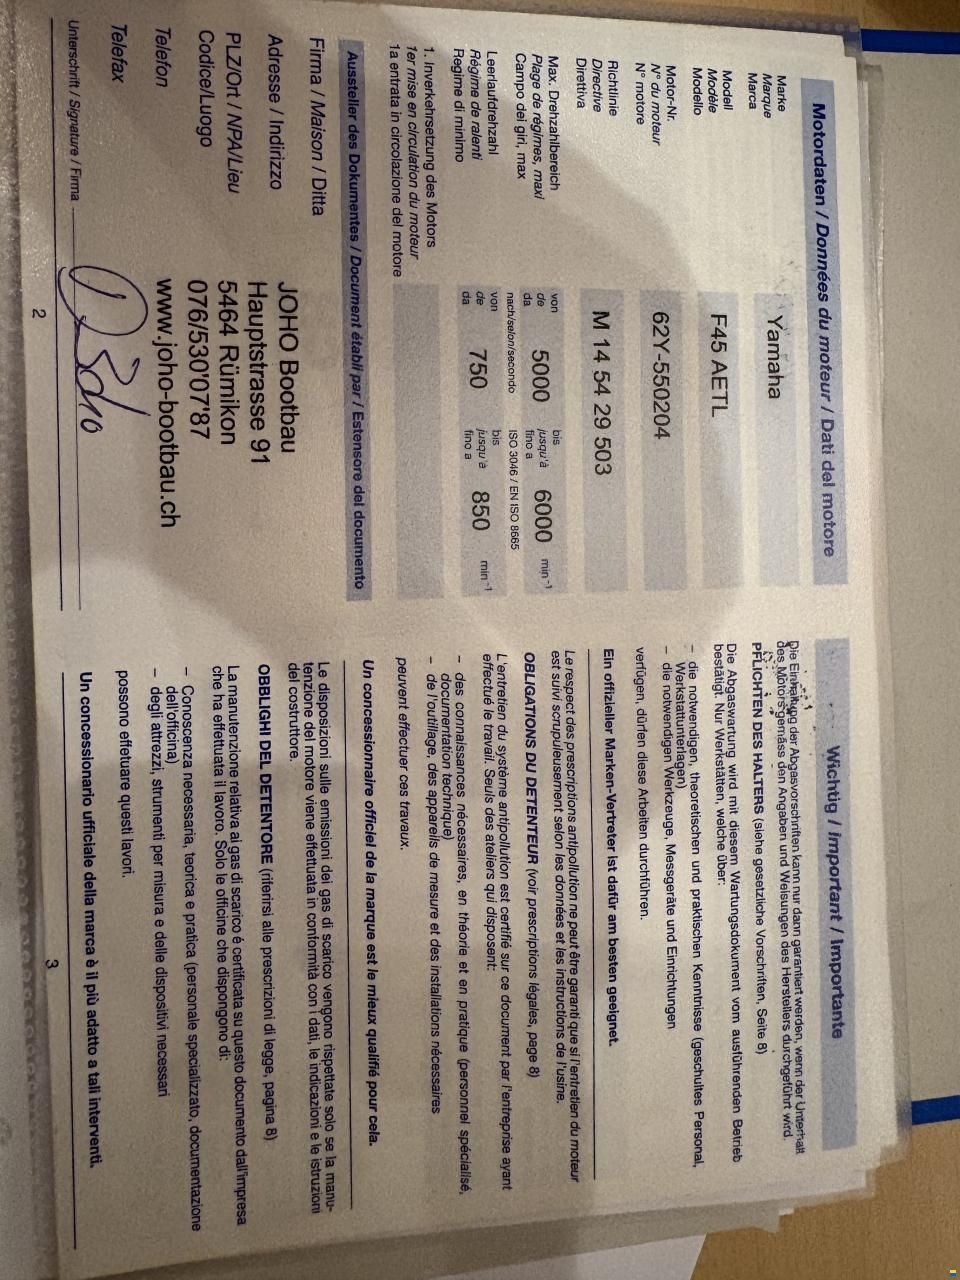 Motordaten / Données du moteur / Dati del motore
Marke
Marque
Marca
Yamaha
Modell
Modèle
Modello
F45 AETL
Motor-Nr.
N° du moteur
N° motore
62Y-550204
Richtlinie
Directive
Direttiva
M 14 54 29 503
Max. Drehzahlbereich
Plage de régimes, maxi
Campo dei giri, max
von
de
da
5000
bis
jusqu'à
fino a
6000
min⁻¹
nach/selon/secondo ISO 3046 / EN ISO 8665
Leerlaufdrehzahl
Régime de ralenti
Regime di minimo
von
de
da
750
bis
jusqu'à
fino a
850
min⁻¹
1. Inverkehrsetzung des Motors
1er mise en circulation du moteur
1a entrata in circolazione del motore
Aussteller des Dokumentes / Document établi par / Estensore del documento
Firma / Maison / Ditta
JOHO Bootbau
Adresse / Indirizzo
Hauptstrasse 91
PLZ/Ort / NPA/Lieu
Codice/Luogo
5464 Rümikon
076/530'07'87
Telefon
www.joho-bootbau.ch
Telefax
Unterschrift / Signature / Firma
2
Wichtig / Important / Importante
Die Einhaltung der Abgasvorschriften kann nur dann garantiert werden, wenn der Unterhalt
des Motors gemäss den Angaben und Weisungen des Herstellers durchgeführt wird.
PFLICHTEN DES HALTERS (siehe gesetzliche Vorschriften, Seite 8)
Die Abgaswartung wird mit diesem Wartungsdokument vom ausführenden Betrieb
bestätigt. Nur Werkstätten, welche über:
– die notwendigen, theoretischen und praktischen Kenntnisse (geschultes Personal,
Werkstattunterlagen)
– die notwendigen Werkzeuge, Messgeräte und Einrichtungen
verfügen, dürfen diese Arbeiten durchführen.
Ein offizieller Marken-Vertreter ist dafür am besten geeignet.
Le respect des prescriptions antipollution ne peut être garanti que si l'entretien du moteur
est suivi scrupuleusement selon les données et les instructions de l'usine.
OBLIGATIONS DU DETENTEUR (voir prescriptions légales, page 8)
L'entretien du système antipollution est certifié sur ce document par l'entreprise ayant
effectué le travail. Seuls des ateliers qui disposent:
– des connaissances nécessaires, en théorie et en pratique (personnel spécialisé,
documentation technique)
– de l'outillage, des appareils de mesure et des installations nécessaires
peuvent effectuer ces travaux.
Un concessionnaire officiel de la marque est le mieux qualifié pour cela.
Le disposizioni sulle emissioni dei gas di scarico vengono rispettate solo se la manu-
tenzione del motore viene effettuata in conformità con i dati, le indicazioni e le istruzioni
del costruttore.
OBBLIGHI DEL DETENTORE (riferirsi alle prescrizioni di legge, pagina 8)
La manutenzione relativa ai gas di scarico è certificata su questo documento dall'impresa
che ha effettuata il lavoro. Solo le officine che dispongono di:
– Conoscenza necessaria, teorica e pratica (personale specializzato, documentazione
dell'officina)
– degli attrezzi, strumenti per misura e delle dispositivi necessari
possono effetuare questi lavori.
Un concessionario ufficiale della marca è il più adatto a tali interventi.
3